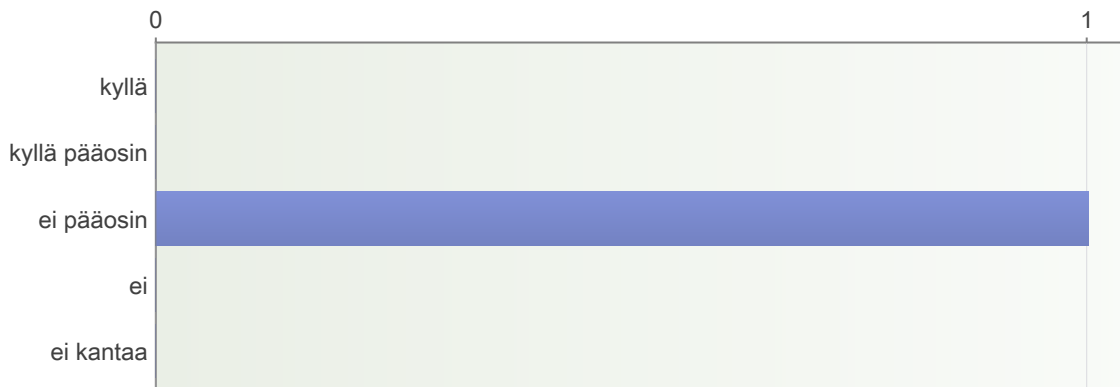 0 1
kyllä
kyllä pääosin
ei pääosin
ei
ei kantaa